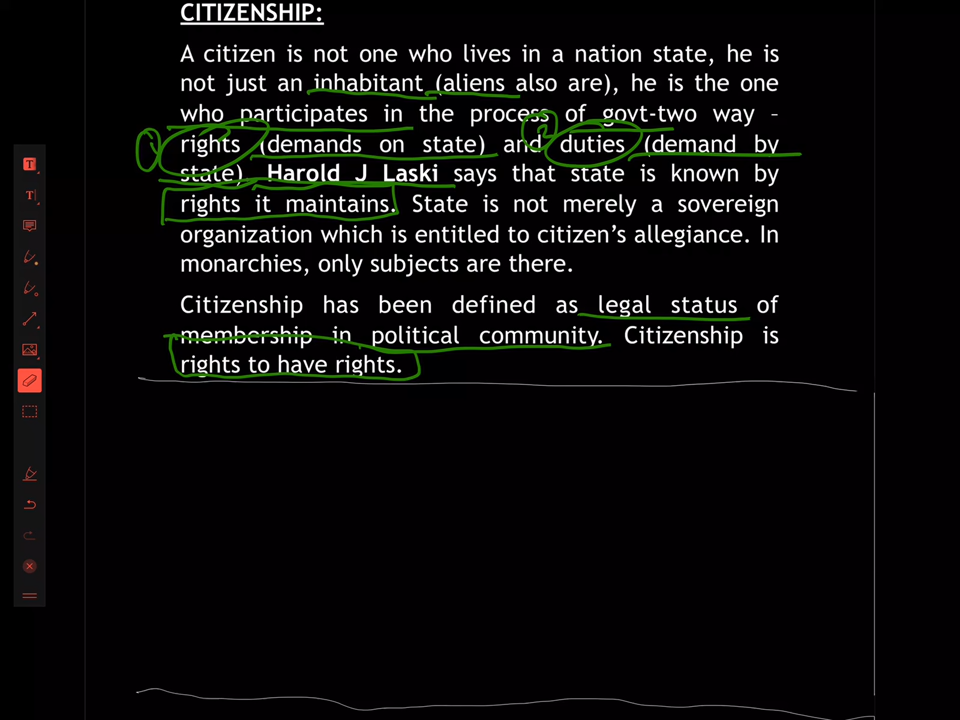 CITIZENSHIP:
A citizen is not one who lives in a nation state, he is
not just an inhabitant (aliens also are), he is the one
who participates in the process of govt-two way –
rights (demands on state) and duties (demand by
state). Harold J Laski says that state is known by
rights it maintains. State is not merely a sovereign
organization which is entitled to citizen's allegiance. In
monarchies, only subjects are there.
Citizenship has been defined as legal status of
membership in political community. Citizenship is
rights to have rights.